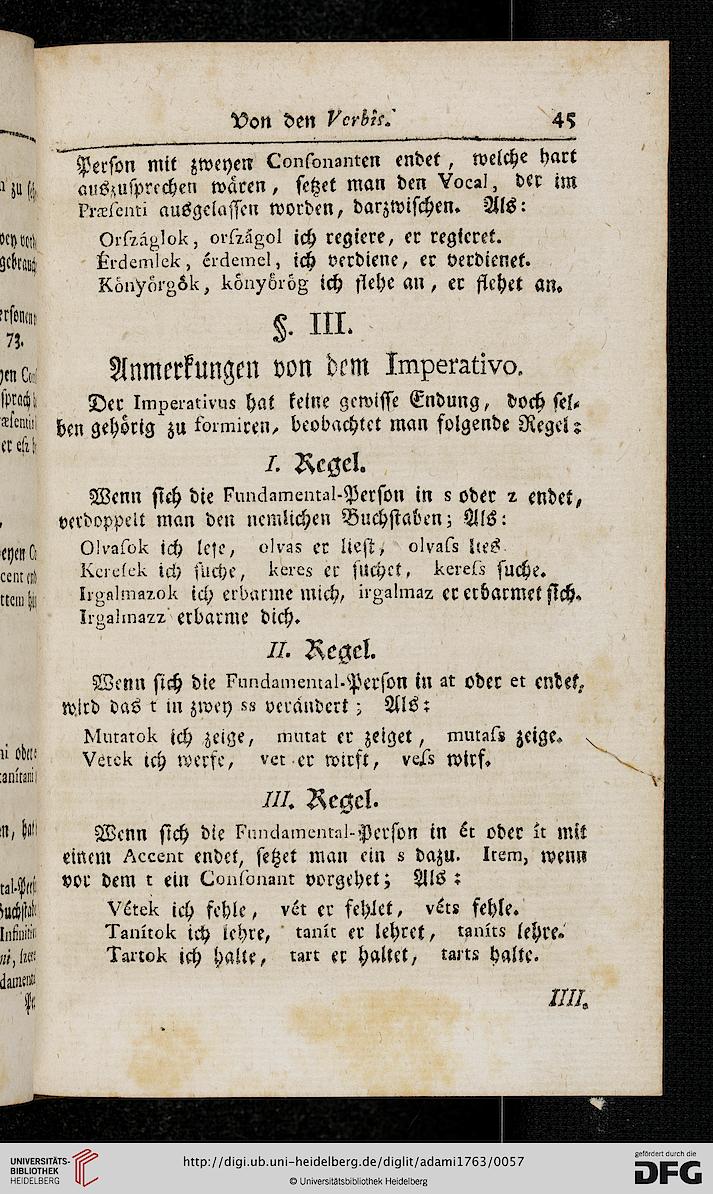 Von den Verbis. 45
Person mit zweyen Consonanten endet, welche hart
auszusprechen wären, setzet man den Vocal, der im
Præsenti ausgelassen worden, darzwischen. Als:
Országlok, orszâgol ich regiere, er regieret.
Érdemlek, érdemel, ich verdiene, er verdienet.
Kônyôrgôk, kônyôrög ich flehe an, er flehet an.
§. III.
Anmerkungen von dem Imperativo.
Der Imperativus hat keine gewisse Endung, doch sel-
ben gehörig zu formiren, beobachtet man folgende Regel:
I. Regel.
Wenn sich die Fundamental-Person in s oder z endet,
verdoppelt man den nemlichen Buchstaben; Als:
Olvasok ich lese, olvas er liest, olvass lies.
Keresek ich suche, keres er suchet, keress suche.
Irgalmazok ich erbarme mich, irgalmaz er erbarmet sich.
Irgalmazz erbarme dich.
II. Regel.
Wenn sich die Fundamental-Person in at oder et endet,
wird das t in zwey ss verändert; Als:
Mutatok ich zeige, mutat er zeiget, mutass zeige.
Vetek ich werfe, vet er wirft, vess wirf.
III. Regel.
Wenn sich die Fundamental-Person in ét oder ít mit
einem Accent endet, setzet man ein s dazu. Item, wenn
vor dem t ein Consonant vorgehet; Als:
Vétek ich fehle, vét er fehlet, véts fehle.
Tanítok ich lehre, tanít er lehret, taníts lehre.
Tartok ich halte, tart er haltet, tarts halte.
IIII.
UNIVERSITÄTS-
BIBLIOTHEK
HEIDELBERG
http://digi.ub.uni-heidelberg.de/diglit/adami1763/0057
© Universitätsbibliothek Heidelberg
gefördert durch die
DFG